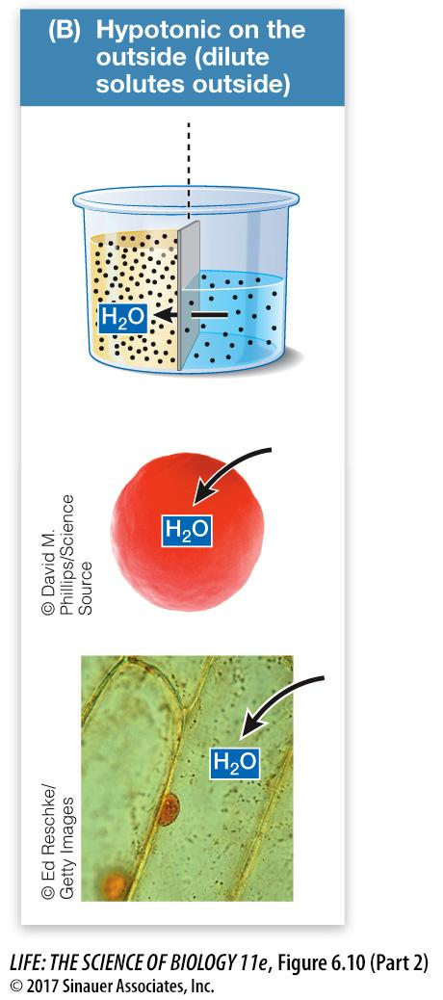 (B) Hypotonic on the
outside (dilute
solutes outside)
H₂O
H₂O
© David M.
Phillips/Science
Source
H₂O
© Ed Reschke/
Getty Images
LIFE: THE SCIENCE OF BIOLOGY 11e, Figure 6.10 (Part 2)
© 2017 Sinauer Associates, Inc.